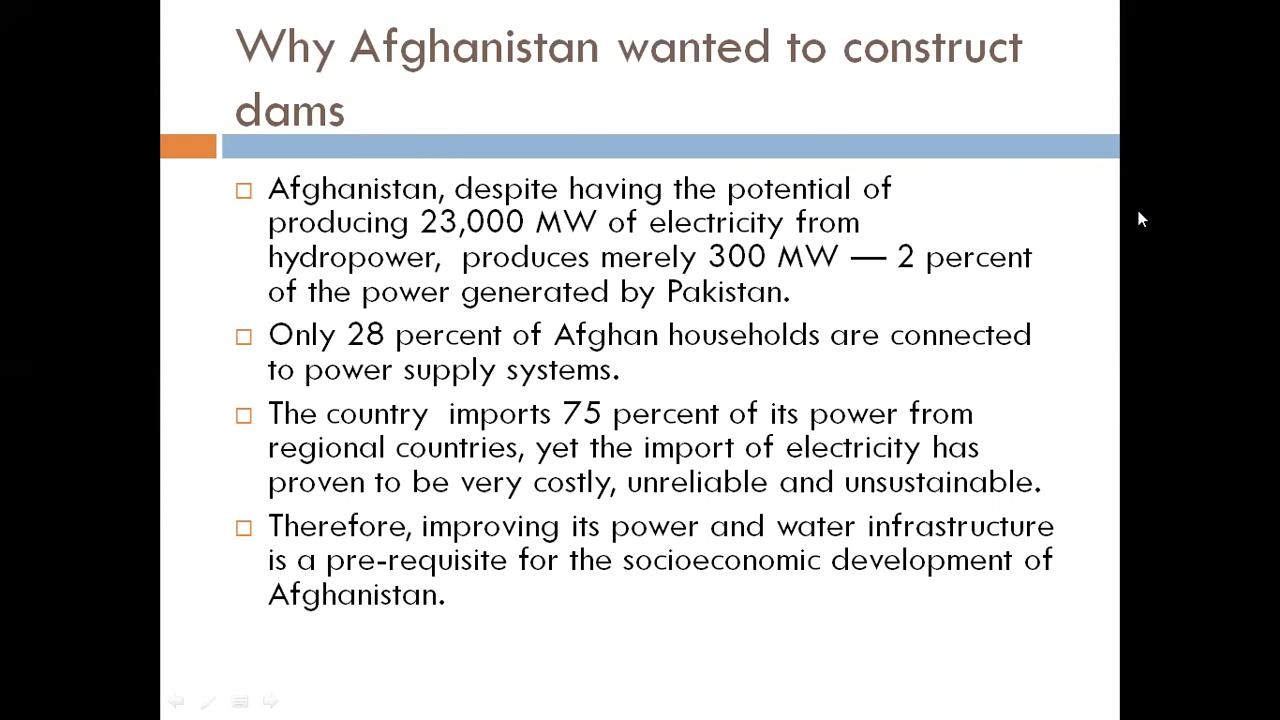 Why Afghanistan wanted to construct
dams
Afghanistan, despite having the potential of
producing 23,000 MW of electricity from
hydropower,  produces merely 300 MW — 2 percent
of the power generated by Pakistan.
Only 28 percent of Afghan households are connected
to power supply systems.
The country  imports 75 percent of its power from
regional countries, yet the import of electricity has
proven to be very costly, unreliable and unsustainable.
Therefore, improving its power and water infrastructure
is a pre-requisite for the socioeconomic development of
Afghanistan.